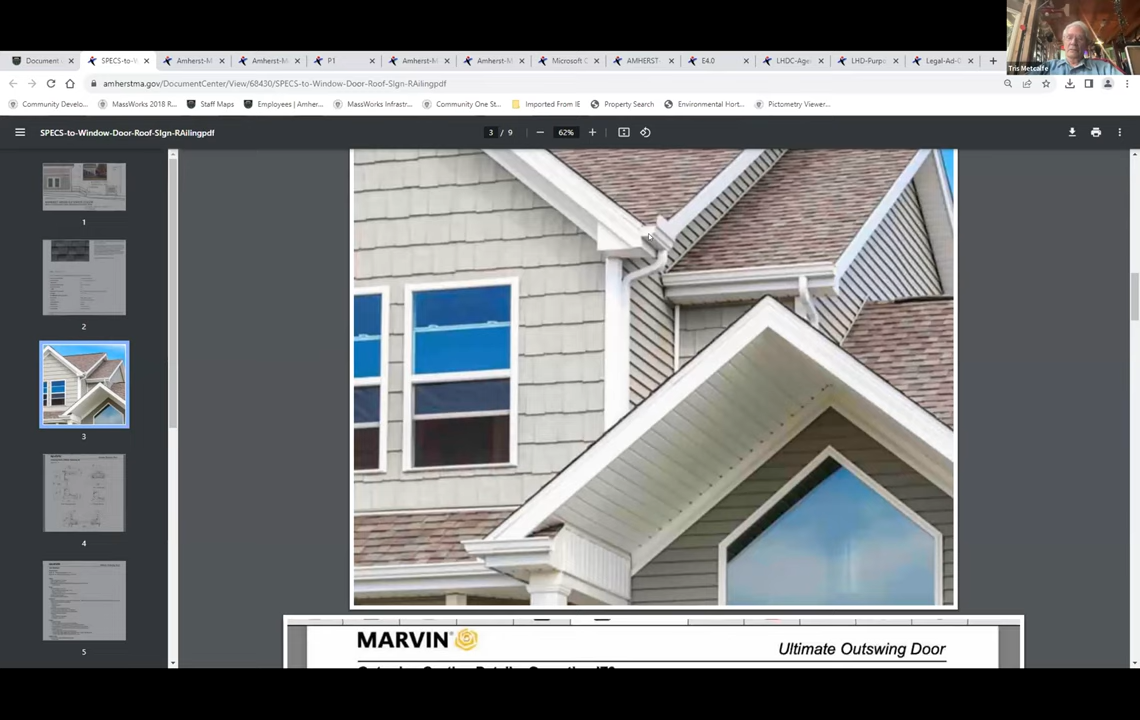 Tris Metcalfe
Document
SPECS-to-W
Amherst-M
Amherst-Ma
P1
Amherst-M
Amherst-M
Microsoft C
AMHERST
E4.0
LHDC-Age
LHD-Purpo
Legal-Ad-G
amherstma.gov/DocumentCenter/View/68430/SPECS-to-Window-Door-Roof-SIgn-RAilingpdf
Community Develo...
MassWorks 2018 R...
Staff Maps
Employees | Amher...
MassWorks Infrastr...
Community One St...
Imported From IE
Property Search
Environmental Hort...
Pictometry Viewer...
SPECS-to-Window-Door-Roof-SIgn-RAilingpdf
3 / 9
62%
1
2
3
4
5
MARVIN
Ultimate Outswing Door